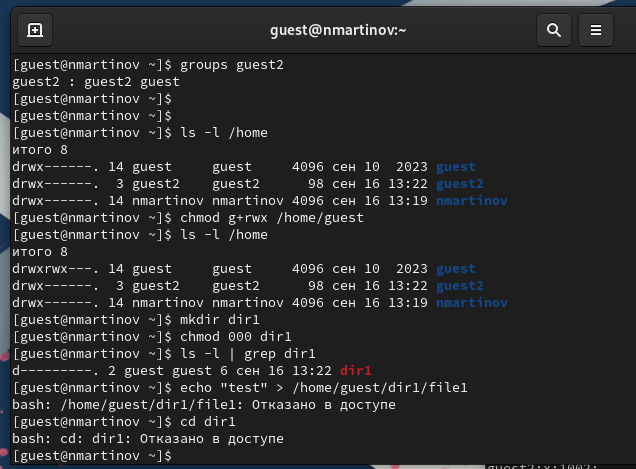 guest@nmartinov:~
[guest@nmartinov ~]$ groups guest2
guest2 : guest2 guest
[guest@nmartinov ~]$
[guest@nmartinov ~]$
[guest@nmartinov ~]$ ls -l /home
итого 8
drwx------. 14 guest     guest     4096 сен 10  2023 guest
drwx------.  3 guest2    guest2      98 сен 16 13:22 guest2
drwx------. 14 nmartinov nmartinov 4096 сен 16 13:19 nmartinov
[guest@nmartinov ~]$ chmod g+rwx /home/guest
[guest@nmartinov ~]$ ls -l /home
итого 8
drwxrwx---. 14 guest     guest     4096 сен 10  2023 guest
drwx------.  3 guest2    guest2      98 сен 16 13:22 guest2
drwx------. 14 nmartinov nmartinov 4096 сен 16 13:19 nmartinov
[guest@nmartinov ~]$ mkdir dir1
[guest@nmartinov ~]$ chmod 000 dir1
[guest@nmartinov ~]$ ls -l | grep dir1
d---------. 2 guest guest 6 сен 16 13:22 dir1
[guest@nmartinov ~]$ echo "test" > /home/guest/dir1/file1
bash: /home/guest/dir1/file1: Отказано в доступе
[guest@nmartinov ~]$ cd dir1
bash: cd: dir1: Отказано в доступе
[guest@nmartinov ~]$
guest2:x:1002: